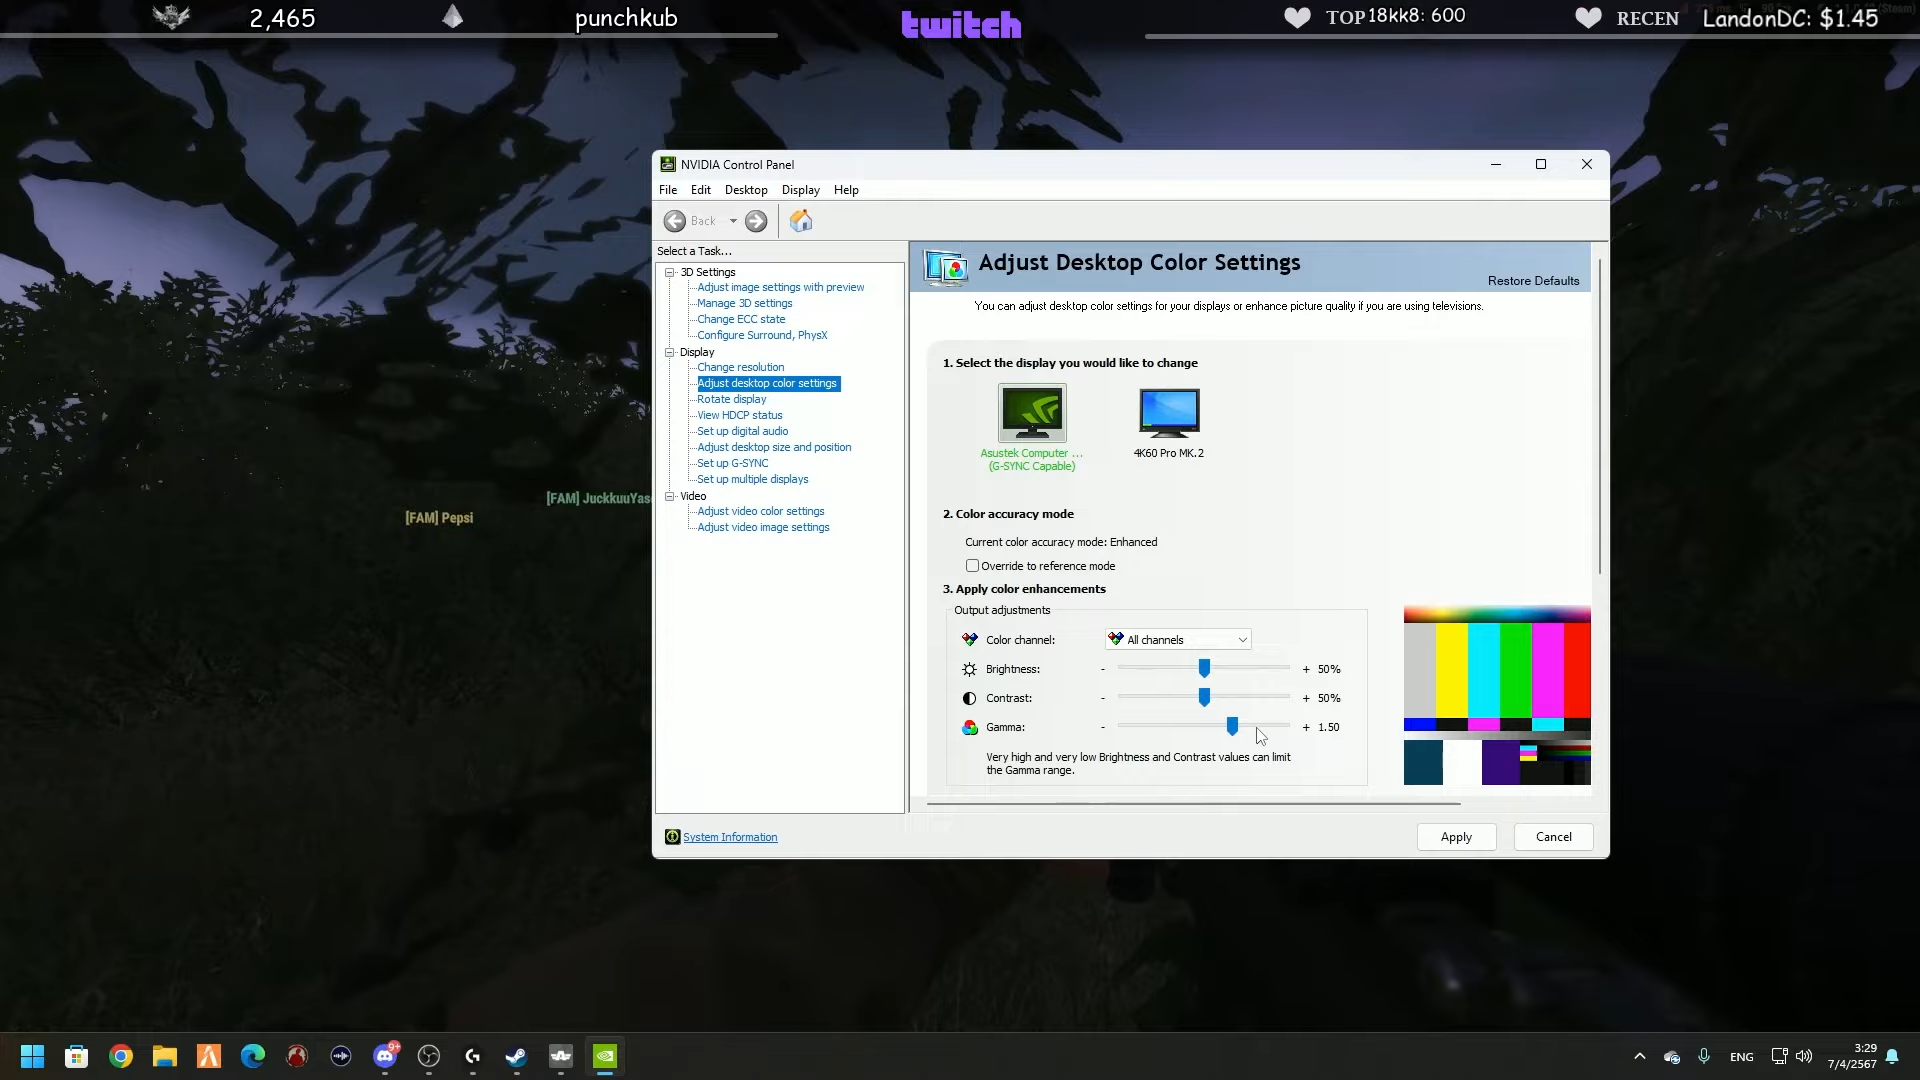 2,465
punchkub
twitch
TOP 18kk8: 600
RECEN LandonDC: $1.45
NVIDIA Control Panel
File Edit Desktop Display Help
Back
Select a Task...
3D Settings
Adjust image settings with preview
Manage 3D settings
Change ECC state
Configure Surround, PhysX
Display
Change resolution
Adjust desktop color settings
Rotate display
View HDCP status
Set up digital audio
Adjust desktop size and position
Set up G-SYNC
Set up multiple displays
Video
Adjust video color settings
Adjust video image settings
System Information
Adjust Desktop Color Settings
Restore Defaults
You can adjust desktop color settings for your displays or enhance picture quality if you are using televisions.
1. Select the display you would like to change
Asustek Computer ...
(G-SYNC Capable)
4K60 Pro MK.2
2. Color accuracy mode
Current color accuracy mode: Enhanced
Override to reference mode
3. Apply color enhancements
Output adjustments
Color channel: All channels
Brightness: - + 50%
Contrast: - + 50%
Gamma: - + 1.50
Very high and very low Brightness and Contrast values can limit
the Gamma range.
Apply Cancel
[FAM] Pepsi
9+
ENG
3:29
7/4/2567